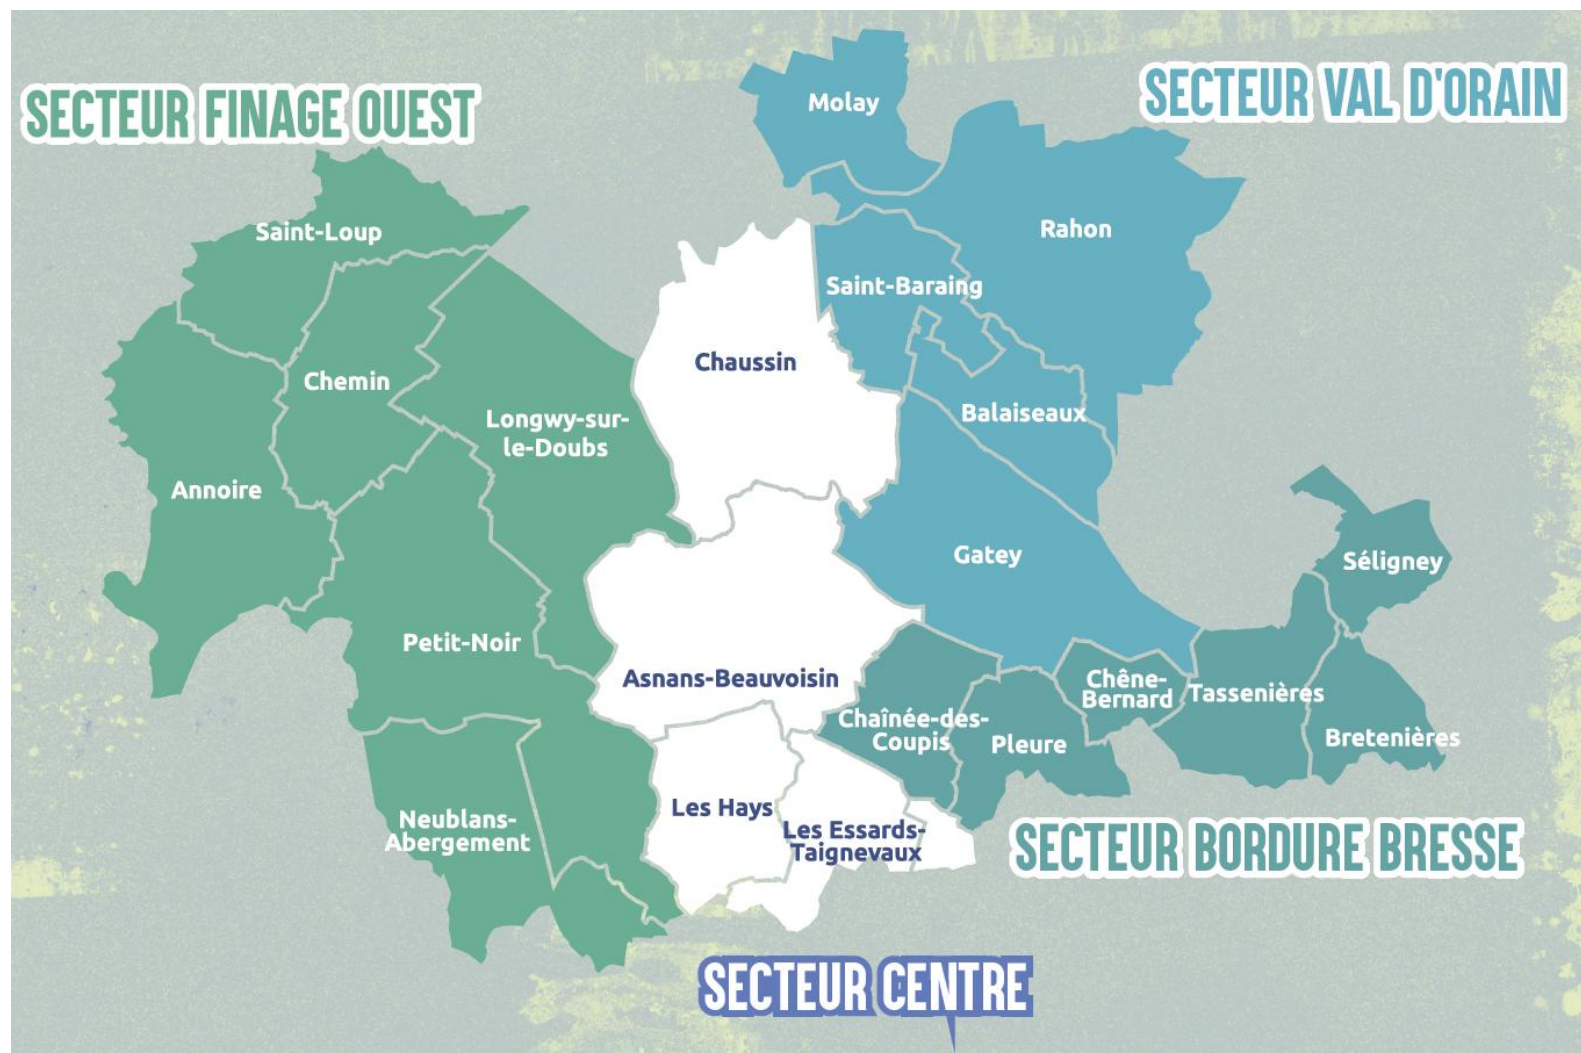 SECTEUR FINAGE OUEST
SECTEUR VAL D'ORAIN
Molay
Rahon
Saint-Loup
Saint-Baraing
Chaussin
Chemin
Longwy-sur-
le-Doubs
Balaiseaux
Annoire
Gatey
Séligney
Petit-Noir
Asnans-Beauvoisin
Chêne-
Bernard
Tassenières
Chaînée-des-
Coupis
Pleure
Bretenières
Les Hays
Neublans-
Abergement
Les Essards-
Taignevaux
SECTEUR BORDURE BRESSE
SECTEUR CENTRE